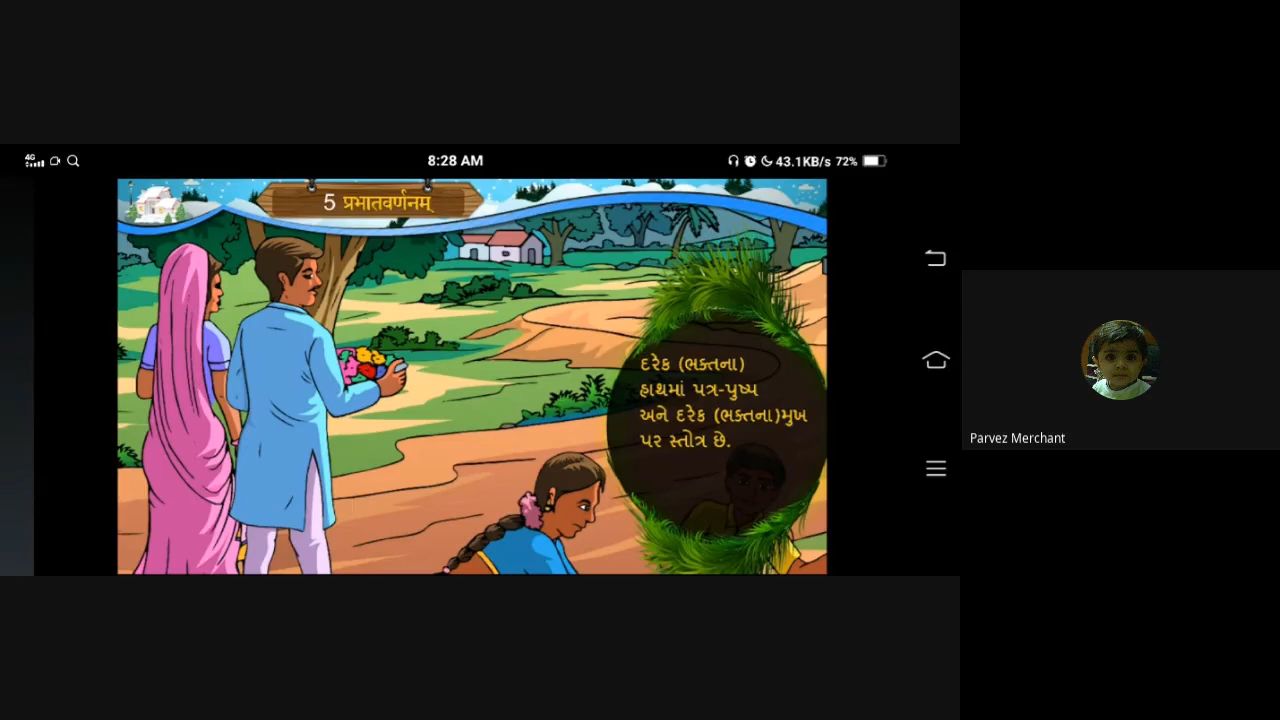 4G
8:28 AM
43.1KB/s 72%
5 प्रभातवर्णनम्
દરેક (ભક્તના)
હાથમાં પત્ર-પુષ્પ
અને દરેક (ભક્તના)મુખ
પર સ્તોત્ર છે.
Parvez Merchant